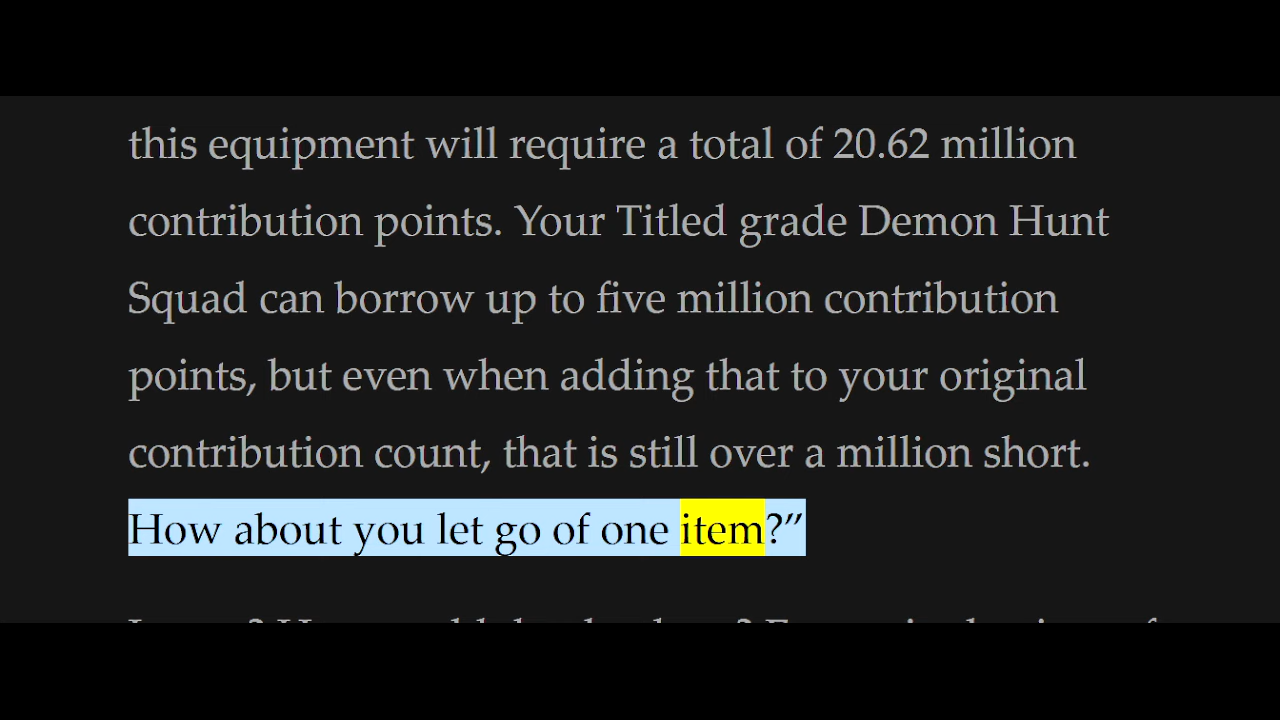 this equipment will require a total of 20.62 million
contribution points. Your Titled grade Demon Hunt
Squad can borrow up to five million contribution
points, but even when adding that to your original
contribution count, that is still over a million short.
How about you let go of one item?”